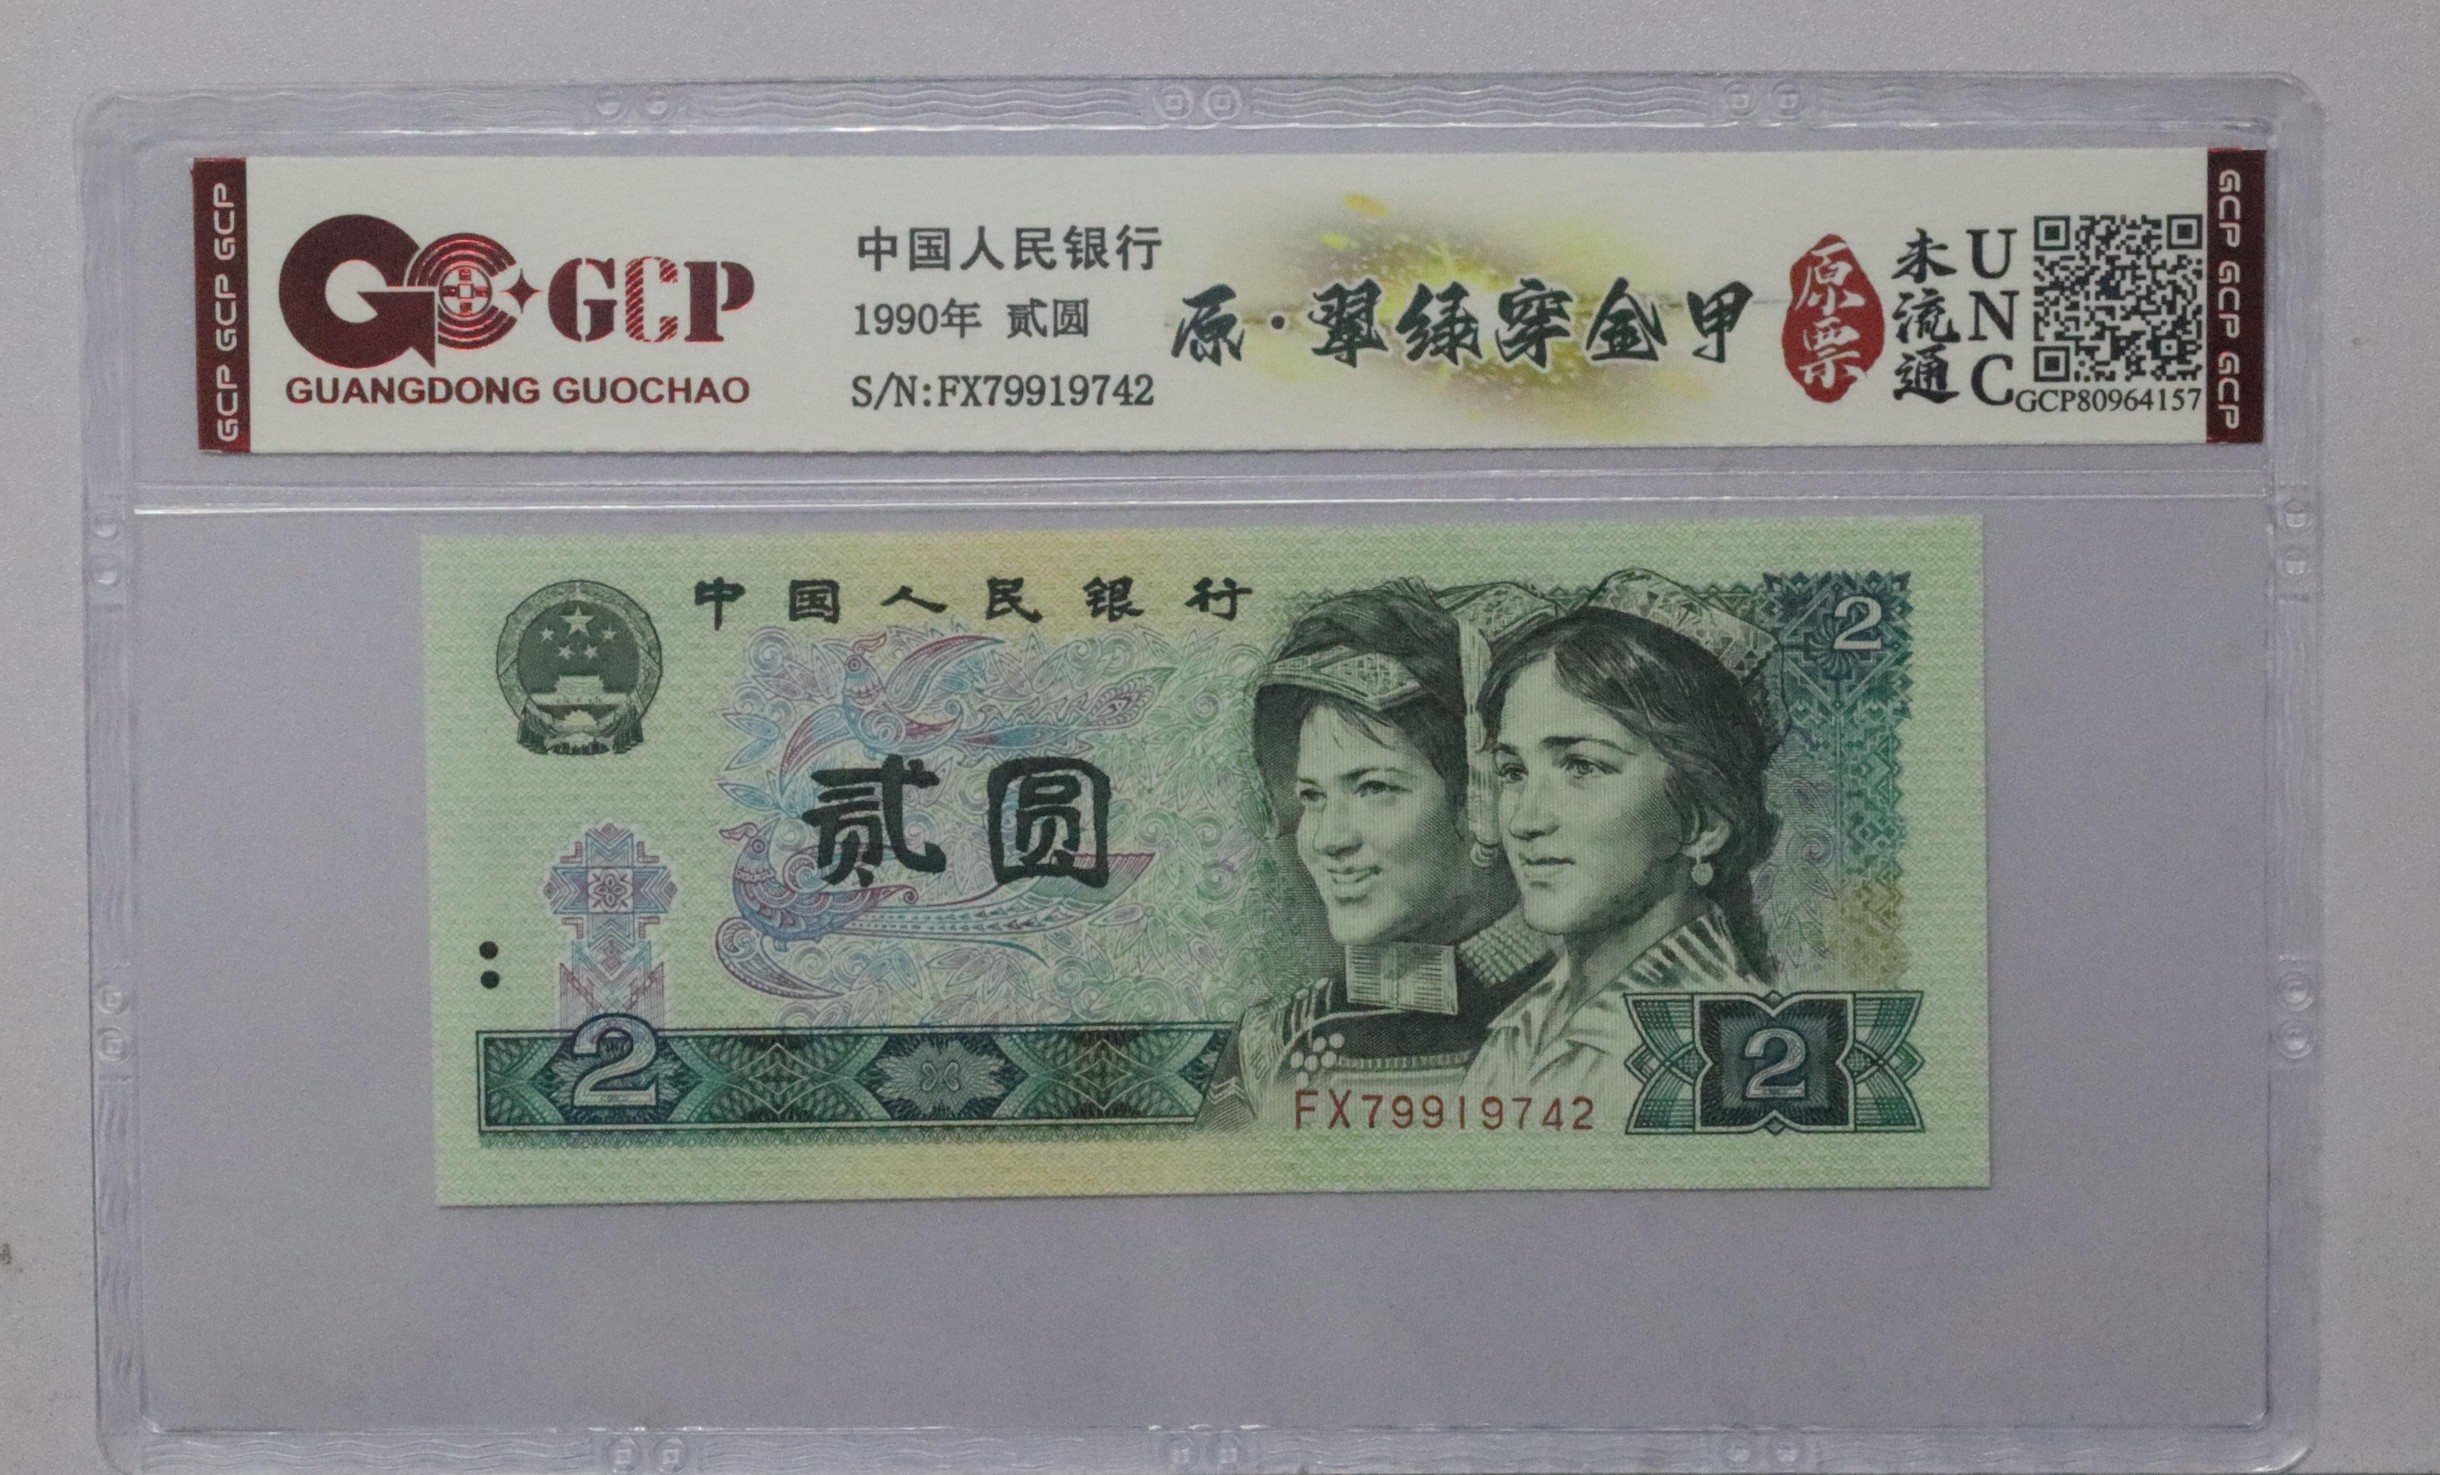 GCP GCP GCP
GCP
GUANGDONG GUOCHAO
中国人民银行
1990年 贰圆
S/N:FX79919742
原·翠绿穿金甲
原票
未流通
UNC
GCP80964157
GCP GCP GCP
中国人民银行
2
贰圆
2
2
FX79919742